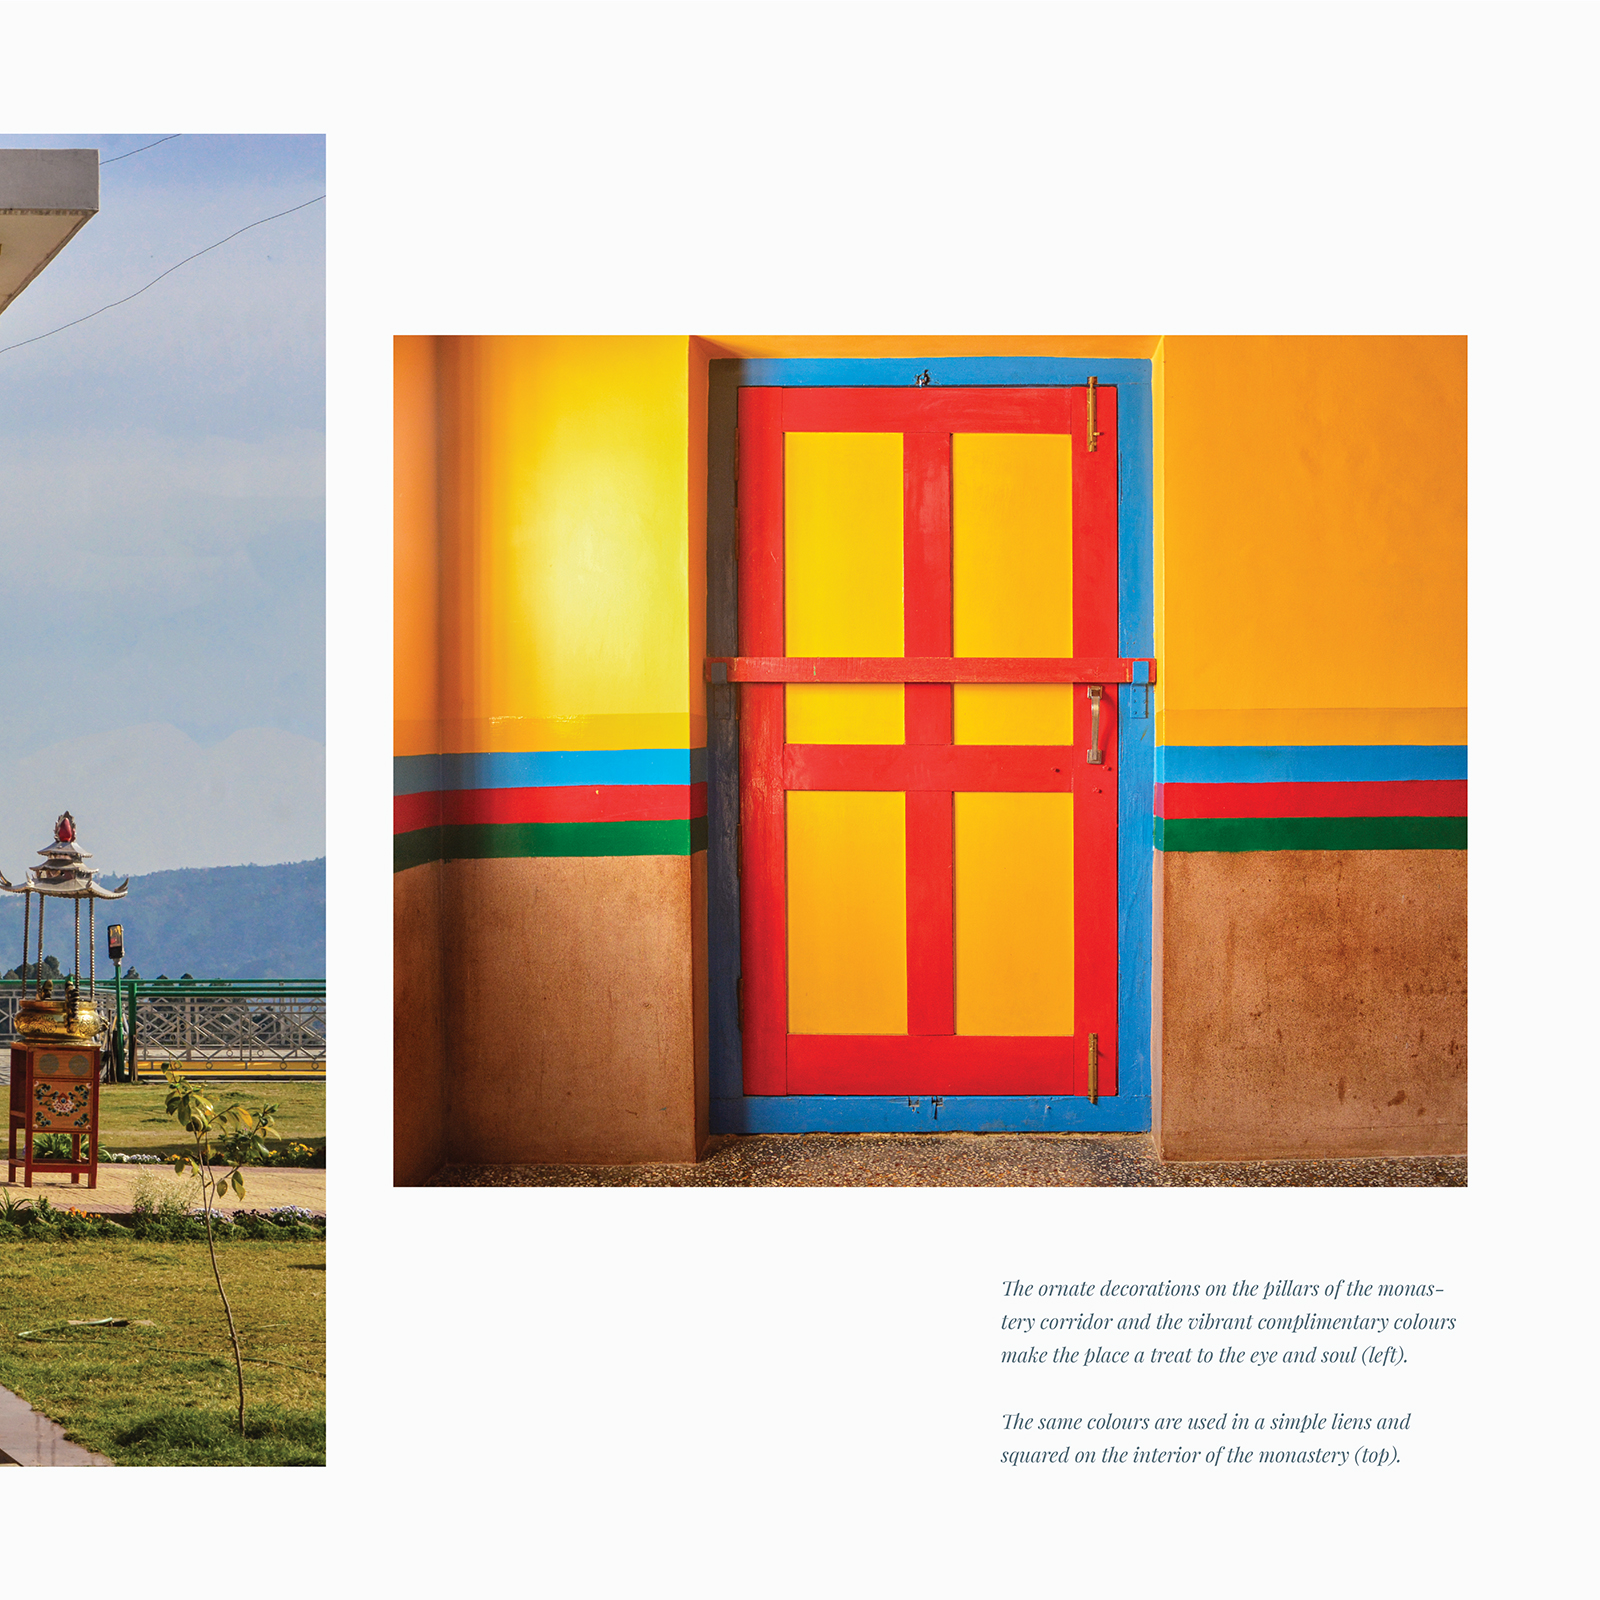 The ornate decorations on the pillars of the monas-
tery corridor and the vibrant complimentary colours
make the place a treat to the eye and soul (left).
The same colours are used in a simple liens and
squared on the interior of the monastery (top).